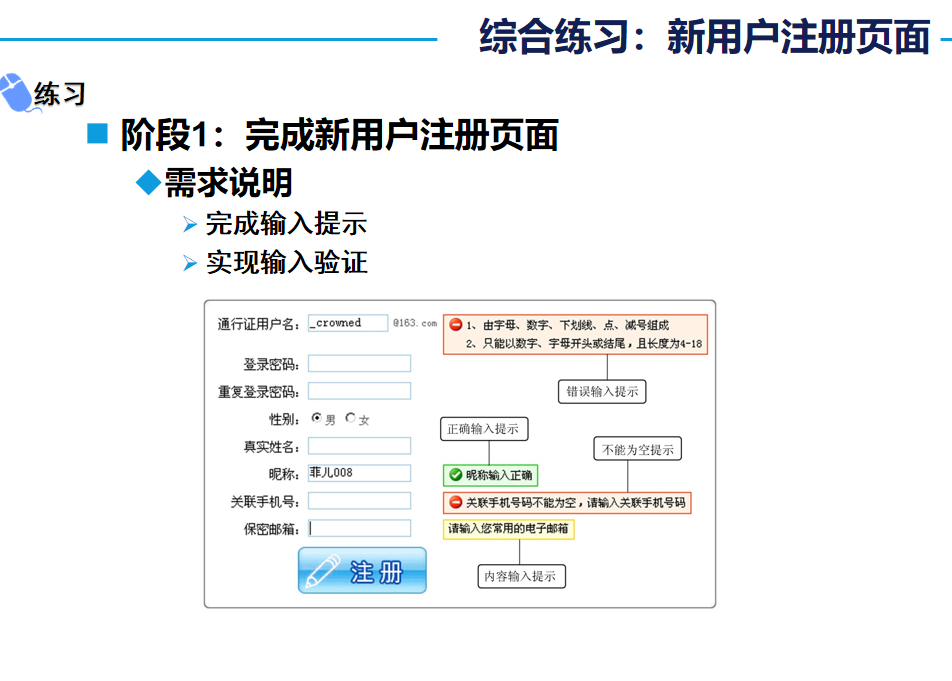 综合练习：新用户注册页面
练习
阶段1：完成新用户注册页面
需求说明
完成输入提示
实现输入验证
通行证用户名： _crowned @163.com
1、由字母、数字、下划线、点、减号组成
2、只能以数字、字母开头或结尾，且长度为4-18
登录密码：
错误输入提示
重复登录密码：
性别： 男 女
正确输入提示
真实姓名：
不能为空提示
昵称： 菲儿008 昵称输入正确
关联手机号： 关联手机号码不能为空，请输入关联手机号码
保密邮箱： 请输入您常用的电子邮箱
注册
内容输入提示